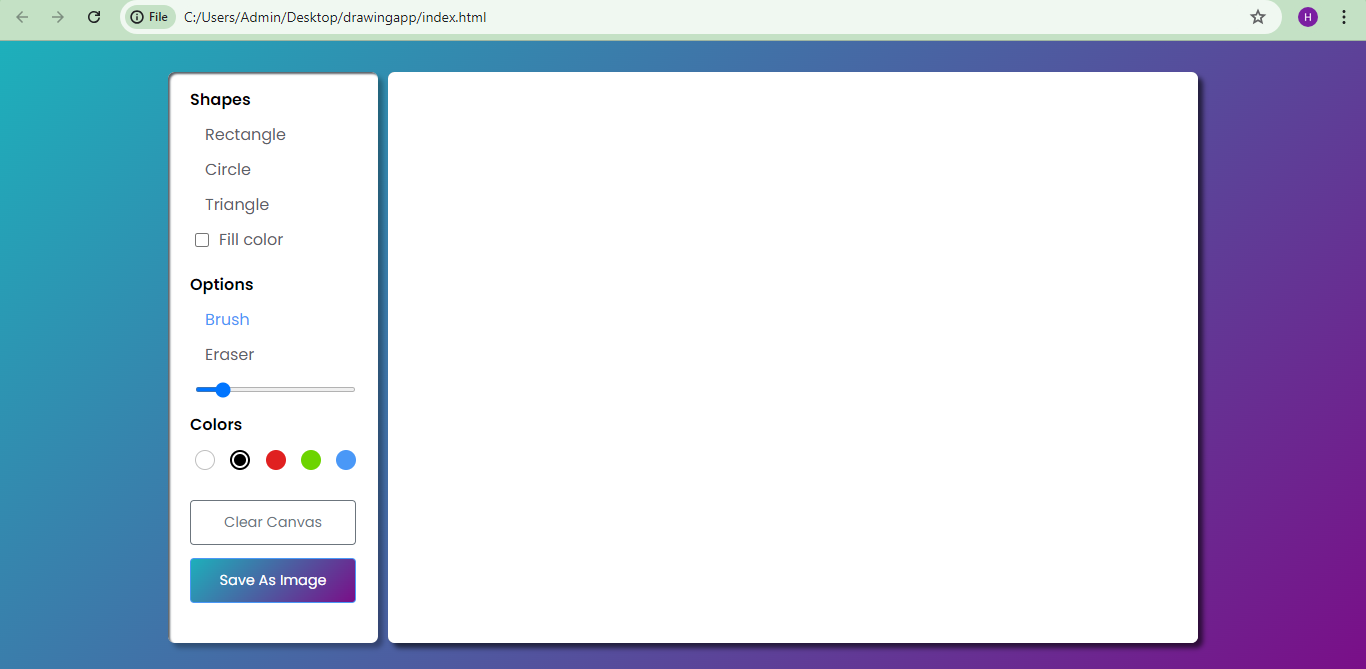 File C:/Users/Admin/Desktop/drawingapp/index.html
H
Shapes
Rectangle
Circle
Triangle
Fill color
Options
Brush
Eraser
Colors
Clear Canvas
Save As Image